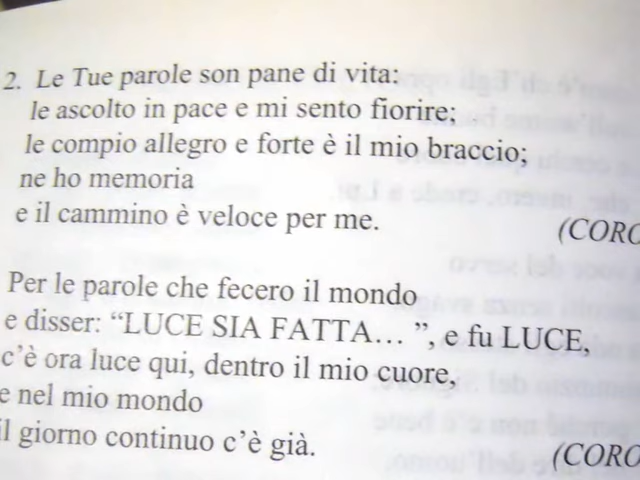 2. Le Tue parole son pane di vita:
le ascolto in pace e mi sento fiorire;
le compio allegro e forte è il mio braccio;
ne ho memoria
e il cammino è veloce per me.
(CORO
Per le parole che fecero il mondo
e disser: “LUCE SIA FATTA... ”, e fu LUCE,
c'è ora luce qui, dentro il mio cuore,
e nel mio mondo
il giorno continuo c'è già.
(CORO